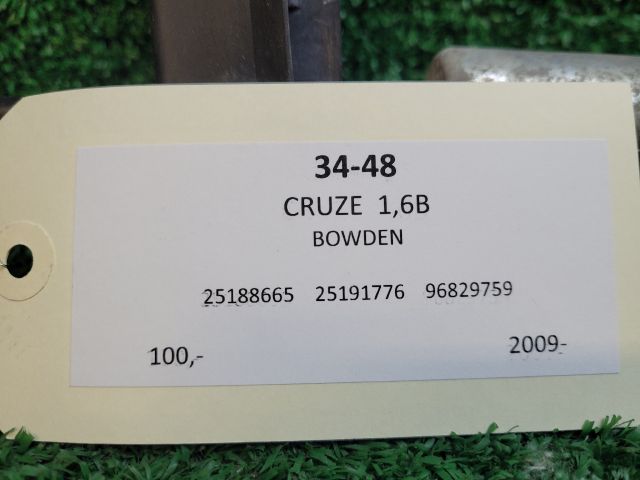 34-48
CRUZE 1,6B
BOWDEN
25188665 25191776 96829759
100,- 2009-